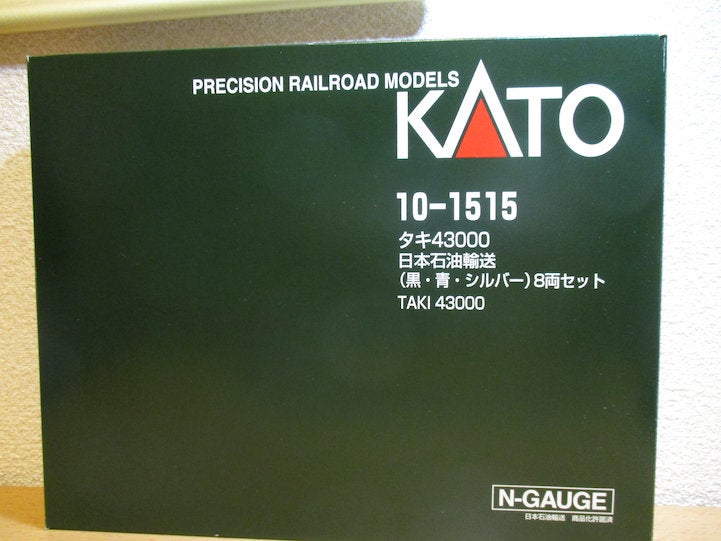 PRECISION RAILROAD MODELS
KATO
10-1515
タキ43000
日本石油輸送
(黒・青・シルバー)8両セット
TAKI 43000
N-GAUGE
日本石油輸送 商品化許諾済